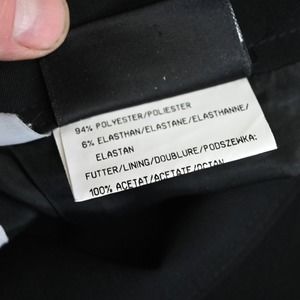 94% POLYESTER/POLIESTER
6% ELASTHAN/ELASTANE/ELASTHANNE/
ELASTAN
FUTTER/LINING/DOUBLURE/PODSZEWKA:
100% ACETAT/ACETATE/OCTAN